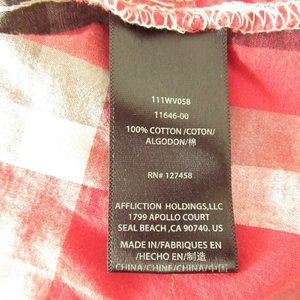 111WV058
11646-00
100% COTTON /COTON/
ALGODON/棉
RN# 127458
AFFLICTION HOLDINGS,LLC
1799 APOLLO COURT
SEAL BEACH ,CA 90740. US
MADE IN/FABRIQUES EN
/HECHO EN/制造
CHINA/CHINE/CHINA/中国